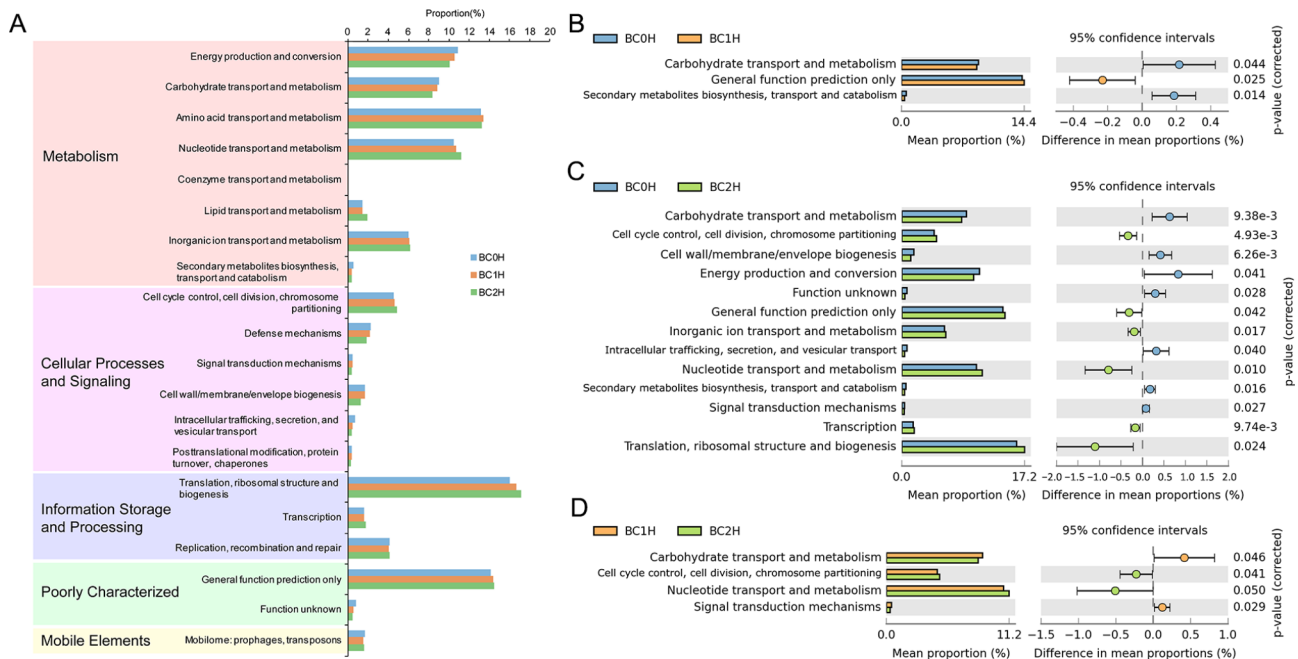 A
Proportion(%)
0 2 4 6 8 10 12 14 16 18 20
Metabolism
Energy production and conversion
Carbohydrate transport and metabolism
Amino acid transport and metabolism
Nucleotide transport and metabolism
Coenzyme transport and metabolism
Lipid transport and metabolism
Inorganic ion transport and metabolism
Secondary metabolites biosynthesis,
transport and catabolism
BC0H
BC1H
BC2H
Cellular Processes
and Signaling
Cell cycle control, cell division, chromosome
partitioning
Defense mechanisms
Signal transduction mechanisms
Cell wall/membrane/envelope biogenesis
Intracellular trafficking, secretion, and
vesicular transport
Posttranslational modification, protein
turnover, chaperones
Information Storage
and Processing
Translation, ribosomal structure and
biogenesis
Transcription
Replication, recombination and repair
Poorly Characterized
General function prediction only
Function unknown
Mobile Elements
Mobilome: prophages, transposons
B
BC0H BC1H
95% confidence intervals
Carbohydrate transport and metabolism 0.044
General function prediction only 0.025
Secondary metabolites biosynthesis, transport and catabolism 0.014
p-value (corrected)
0.0 14.4 −0.4 −0.2 0.0 0.2 0.4
Mean proportion (%) Difference in mean proportions (%)
C
BC0H BC2H
95% confidence intervals
Carbohydrate transport and metabolism 9.38e-3
Cell cycle control, cell division, chromosome partitioning 4.93e-3
Cell wall/membrane/envelope biogenesis 6.26e-3
Energy production and conversion 0.041
Function unknown 0.028
General function prediction only 0.042
Inorganic ion transport and metabolism 0.017
Intracellular trafficking, secretion, and vesicular transport 0.040
Nucleotide transport and metabolism 0.010
Secondary metabolites biosynthesis, transport and catabolism 0.016
Signal transduction mechanisms 0.027
Transcription 9.74e-3
Translation, ribosomal structure and biogenesis 0.024
p-value (corrected)
0.0 17.2 −2.0 −1.5 −1.0 −0.5 0.0 0.5 1.0 1.5 2.0
Mean proportion (%) Difference in mean proportions (%)
D
BC1H BC2H
95% confidence intervals
Carbohydrate transport and metabolism 0.046
Cell cycle control, cell division, chromosome partitioning 0.041
Nucleotide transport and metabolism 0.050
Signal transduction mechanisms 0.029
p-value (corrected)
0.0 11.2 −1.5 −1.0 −0.5 0.0 0.5 1.0
Mean proportion (%) Difference in mean proportions (%)